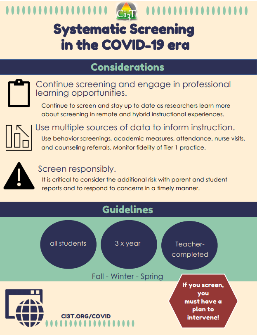 Ci3T
Systematic Screening
in the COVID-19 era
Considerations
Continue screening and engage in professional
learning opportunities.
Continue to screen and stay up to date as researchers learn more
about screening in remote and hybrid instructional experiences.
Use multiple sources of data to inform instruction.
Use behavior screenings, academic measures, attendance, nurse visits,
and counseling referrals. Monitor fidelity of Tier 1 practice.
Screen responsibly.
It is critical to consider the additional risk with parent and student
reports and to respond to concerns in a timely manner.
Guidelines
all students
3 x year
Teacher-
completed
Fall - Winter - Spring
If you screen,
you
must have a
plan to
intervene!
CI3T.ORG/COVID